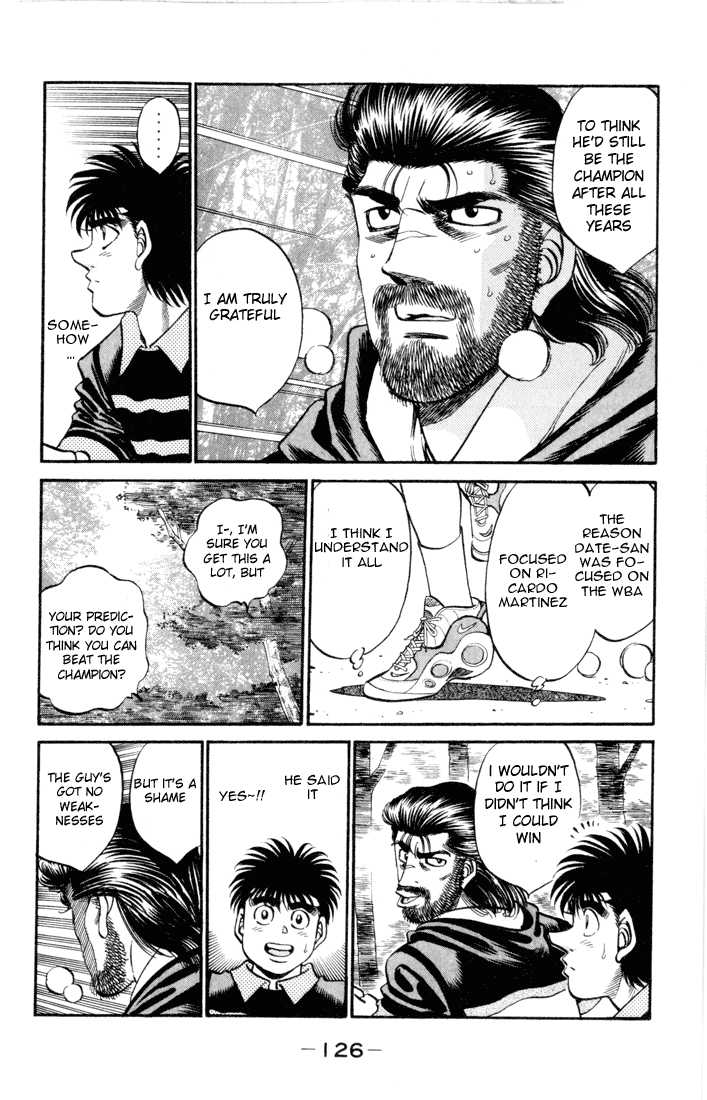 TO THINK
HE'D STILL
BE THE
CHAMPION
AFTER ALL
THESE
YEARS
I AM TRULY
GRATEFUL
......
SOME-
HOW
...
THE
REASON
DATE-SAN
WAS FO-
CUSED ON
THE WBA
FOCUSED
ON RI-
CARDO
MARTINEZ
I THINK I
UNDERSTAND
IT ALL
I-, I'M
SURE YOU
GET THIS A
LOT, BUT
YOUR PREDIC-
TION? DO YOU
THINK YOU CAN
BEAT THE
CHAMPION?
I WOULDN'T
DO IT IF I
DIDN'T THINK
I COULD
WIN
HE SAID
IT
YES~!!
BUT IT'S A
SHAME
THE GUY'S
GOT NO
WEAK-
NESSES
-126-